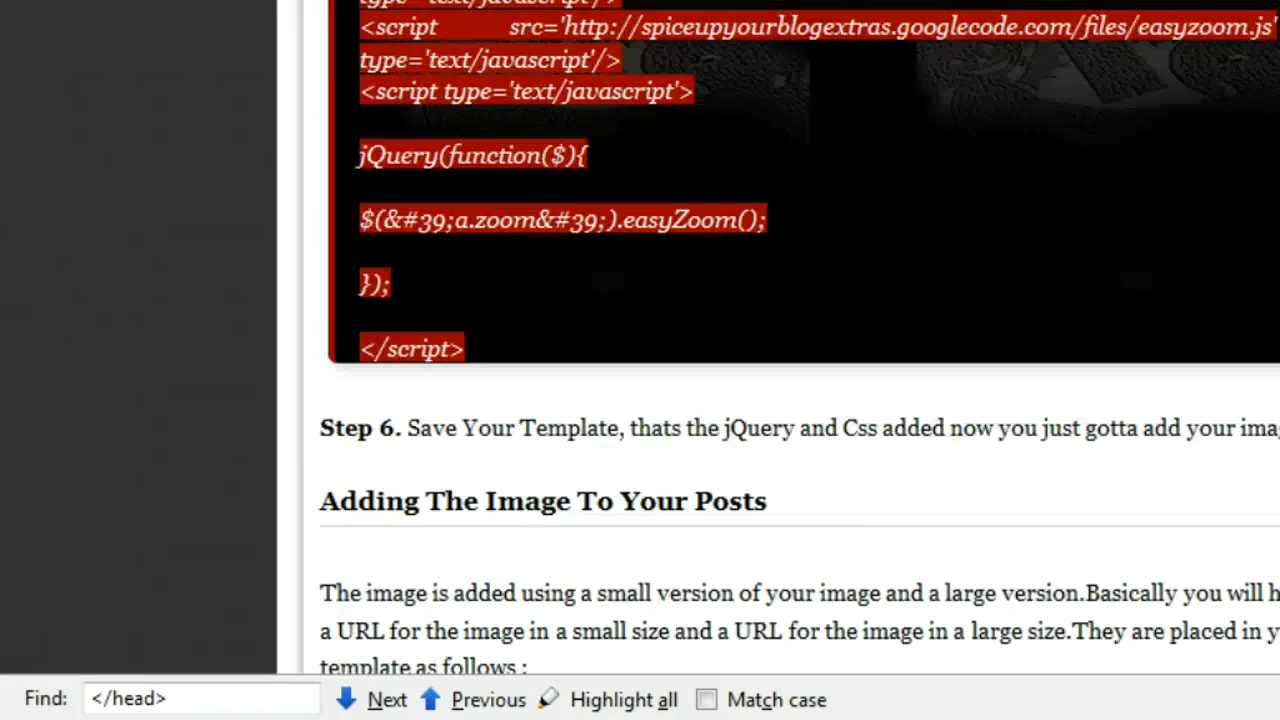 type='text/javascript'/>
<script src='http://spiceupyourblogextras.googlecode.com/files/easyzoom.js'
type='text/javascript'/>
<script type='text/javascript'>
jQuery(function($){
$(&#39;a.zoom&#39;).easyZoom();
});
</script>
Step 6. Save Your Template, thats the jQuery and Css added now you just gotta add your
Adding The Image To Your Posts
The image is added using a small version of your image and a large version.Basically you will
a URL for the image in a small size and a URL for the image in a large size.They are placed in
template as follows :
Find: </head> Next Previous Highlight all Match case